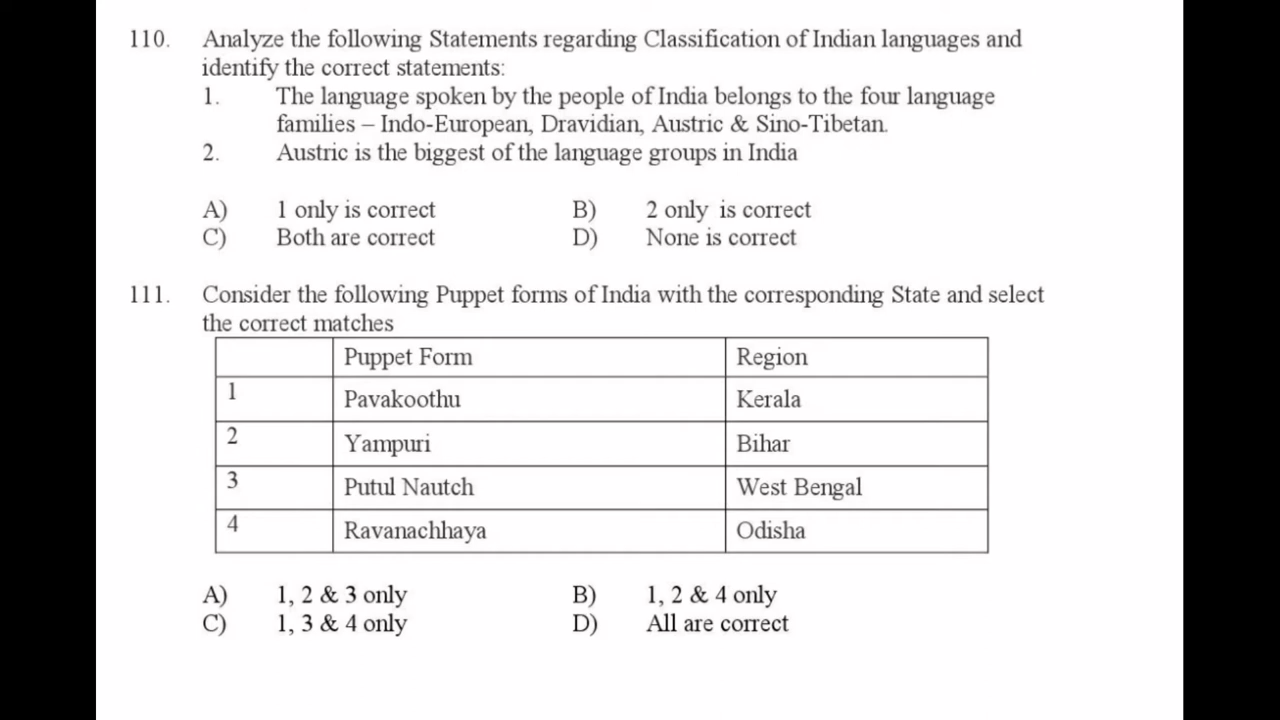 110. Analyze the following Statements regarding Classification of Indian languages and
identify the correct statements:
1. The language spoken by the people of India belongs to the four language
families – Indo-European, Dravidian, Austric & Sino-Tibetan.
2. Austric is the biggest of the language groups in India
A) 1 only is correct B) 2 only is correct
C) Both are correct D) None is correct
111. Consider the following Puppet forms of India with the corresponding State and select
the correct matches
Puppet Form Region
1 Pavakoothu Kerala
2 Yampuri Bihar
3 Putul Nautch West Bengal
4 Ravanachhaya Odisha
A) 1, 2 & 3 only B) 1, 2 & 4 only
C) 1, 3 & 4 only D) All are correct